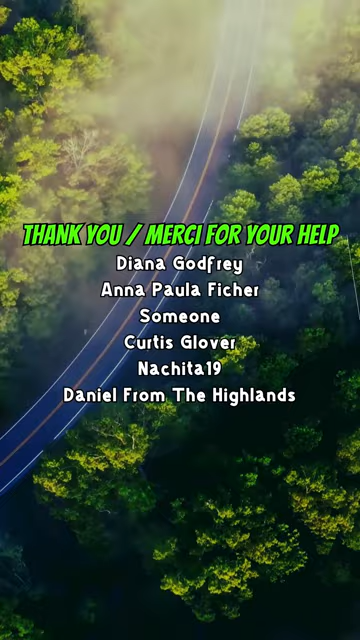 THANK YOU / MERCI FOR YOUR HELP
Diana Godfrey
Anna Paula Ficher
Someone
Curtis Glover
Nachita19
Daniel From The Highlands